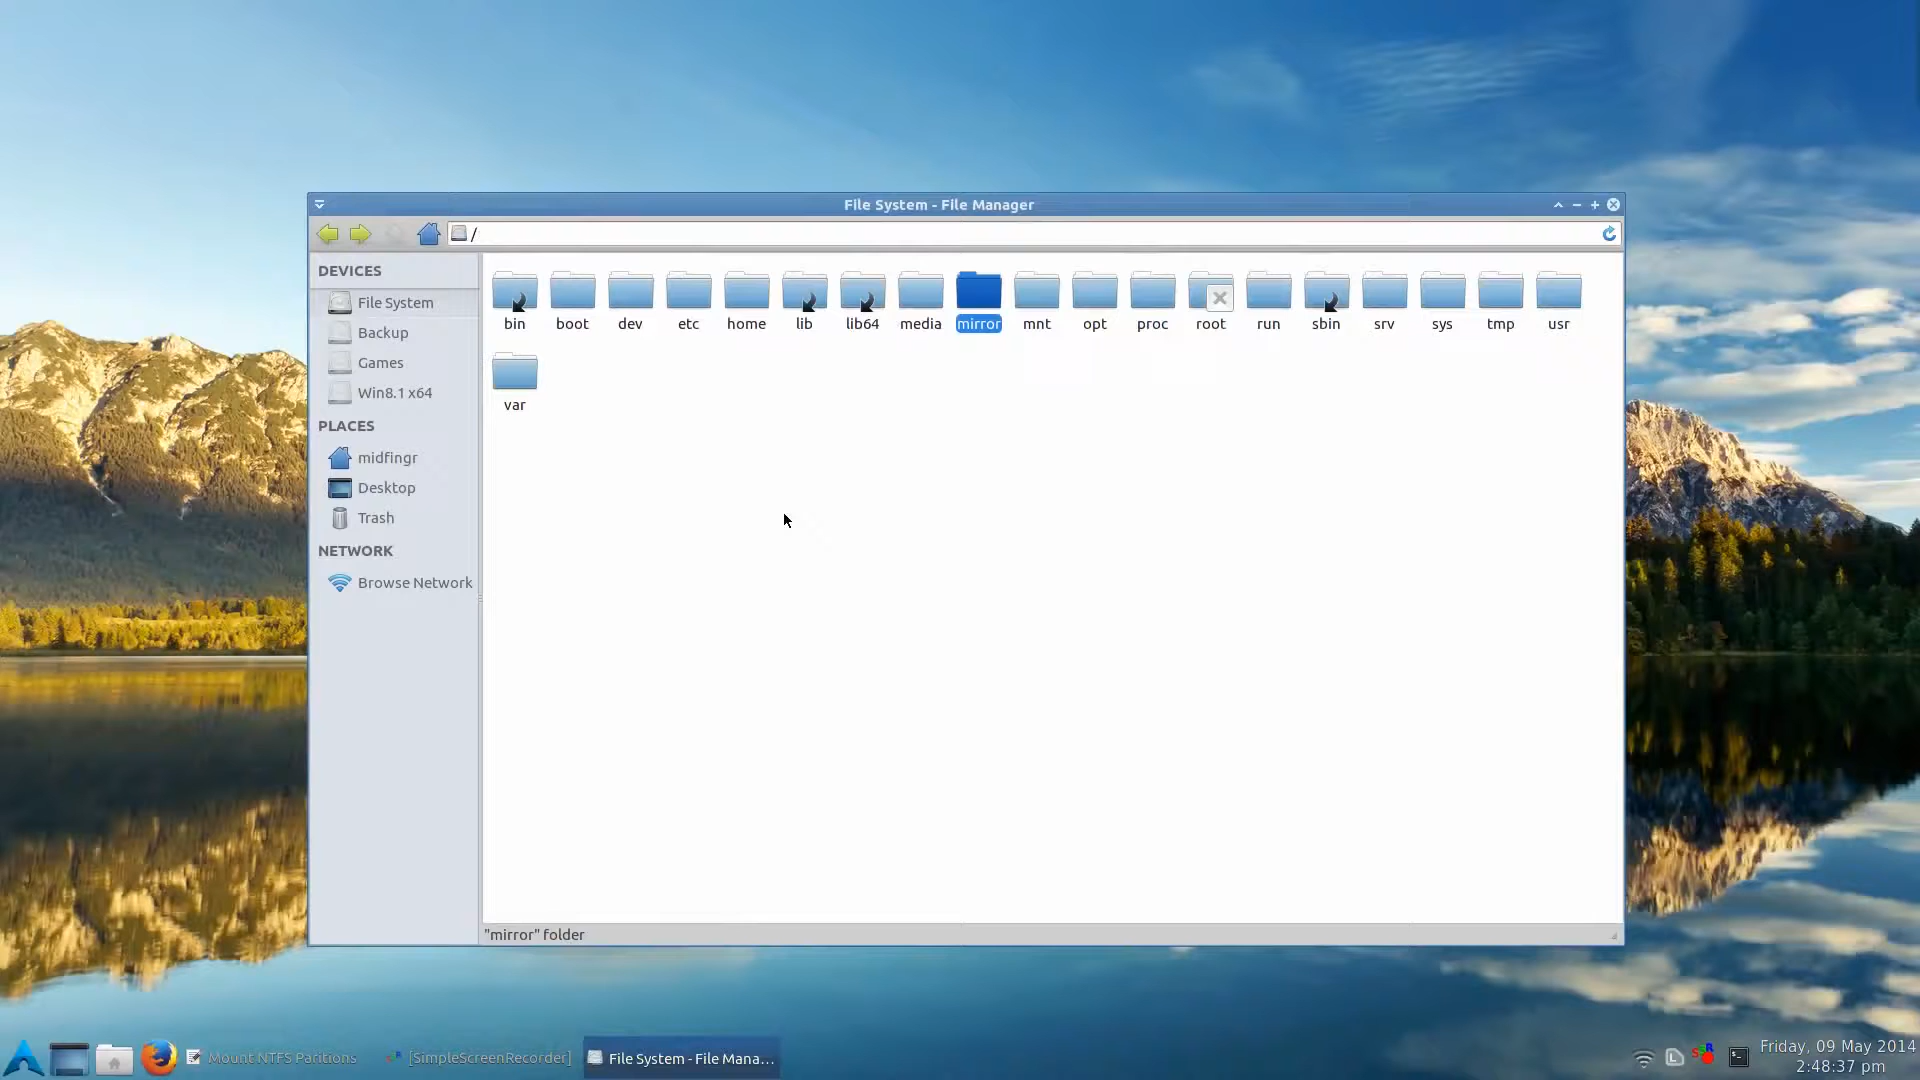 File System - File Manager
/
DEVICES
File System
Backup
Games
Win8.1 x64
PLACES
midfingr
Desktop
Trash
NETWORK
Browse Network
bin boot dev etc home lib lib64 media mirror mnt opt proc root run sbin srv sys tmp usr
var
"mirror" folder
Mount NTFS Paritions
[SimpleScreenRecorder]
File System - File Mana...
Friday, 09 May 2014
2:48:37 pm